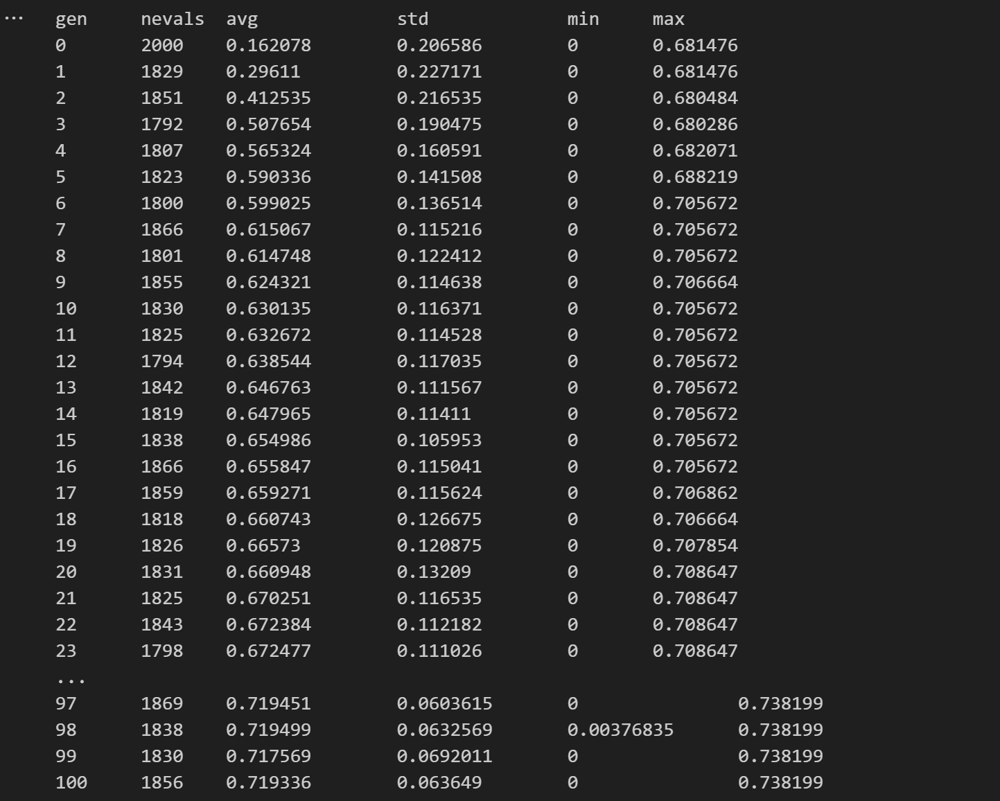 ... gen nevals avg std min max
0 2000 0.162078 0.206586 0 0.681476
1 1829 0.29611 0.227171 0 0.681476
2 1851 0.412535 0.216535 0 0.680484
3 1792 0.507654 0.190475 0 0.680286
4 1807 0.565324 0.160591 0 0.682071
5 1823 0.590336 0.141508 0 0.688219
6 1800 0.599025 0.136514 0 0.705672
7 1866 0.615067 0.115216 0 0.705672
8 1801 0.614748 0.122412 0 0.705672
9 1855 0.624321 0.114638 0 0.706664
10 1830 0.630135 0.116371 0 0.705672
11 1825 0.632672 0.114528 0 0.705672
12 1794 0.638544 0.117035 0 0.705672
13 1842 0.646763 0.111567 0 0.705672
14 1819 0.647965 0.11411 0 0.705672
15 1838 0.654986 0.105953 0 0.705672
16 1866 0.655847 0.115041 0 0.705672
17 1859 0.659271 0.115624 0 0.706862
18 1818 0.660743 0.126675 0 0.706664
19 1826 0.66573 0.120875 0 0.707854
20 1831 0.660948 0.13209 0 0.708647
21 1825 0.670251 0.116535 0 0.708647
22 1843 0.672384 0.112182 0 0.708647
23 1798 0.672477 0.111026 0 0.708647
...
97 1869 0.719451 0.0603615 0 0.738199
98 1838 0.719499 0.0632569 0.00376835 0.738199
99 1830 0.717569 0.0692011 0 0.738199
100 1856 0.719336 0.063649 0 0.738199